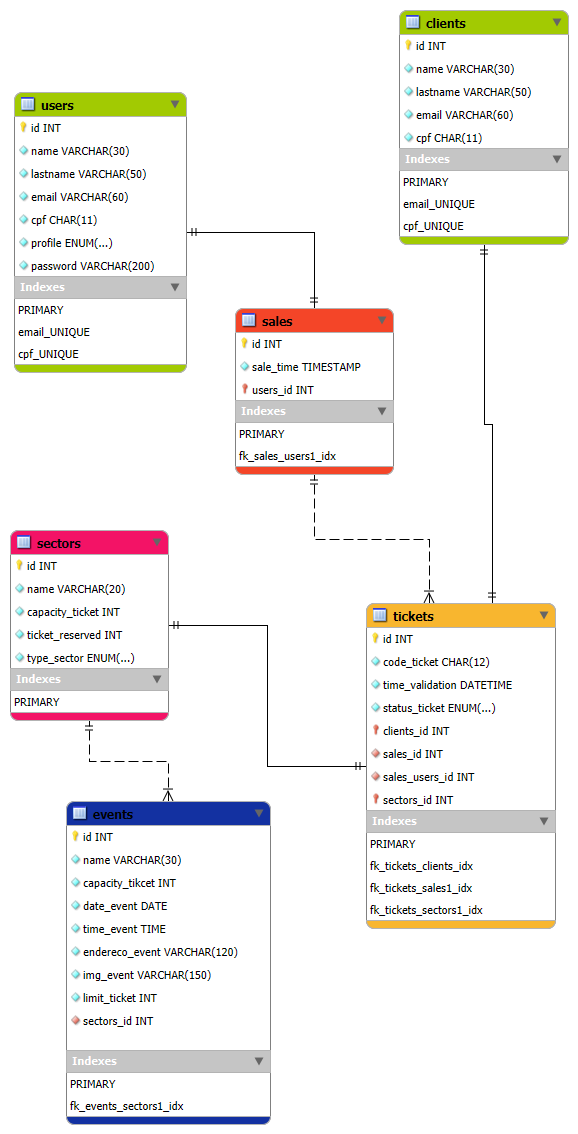 clients
id INT
name VARCHAR(30)
lastname VARCHAR(50)
email VARCHAR(60)
cpf CHAR(11)
Indexes
PRIMARY
email_UNIQUE
cpf_UNIQUE
users
id INT
name VARCHAR(30)
lastname VARCHAR(50)
email VARCHAR(60)
cpf CHAR(11)
profile ENUM(...)
password VARCHAR(200)
Indexes
PRIMARY
email_UNIQUE
cpf_UNIQUE
sales
id INT
sale_time TIMESTAMP
users_id INT
Indexes
PRIMARY
fk_sales_users1_idx
sectors
id INT
name VARCHAR(20)
capacity_ticket INT
ticket_reserved INT
type_sector ENUM(...)
Indexes
PRIMARY
tickets
id INT
code_ticket CHAR(12)
time_validation DATETIME
status_ticket ENUM(...)
clients_id INT
sales_id INT
sales_users_id INT
sectors_id INT
Indexes
PRIMARY
fk_tickets_clients_idx
fk_tickets_sales1_idx
fk_tickets_sectors1_idx
events
id INT
name VARCHAR(30)
capacity_tikcet INT
date_event DATE
time_event TIME
endereco_event VARCHAR(120)
img_event VARCHAR(150)
limit_ticket INT
sectors_id INT
Indexes
PRIMARY
fk_events_sectors1_idx